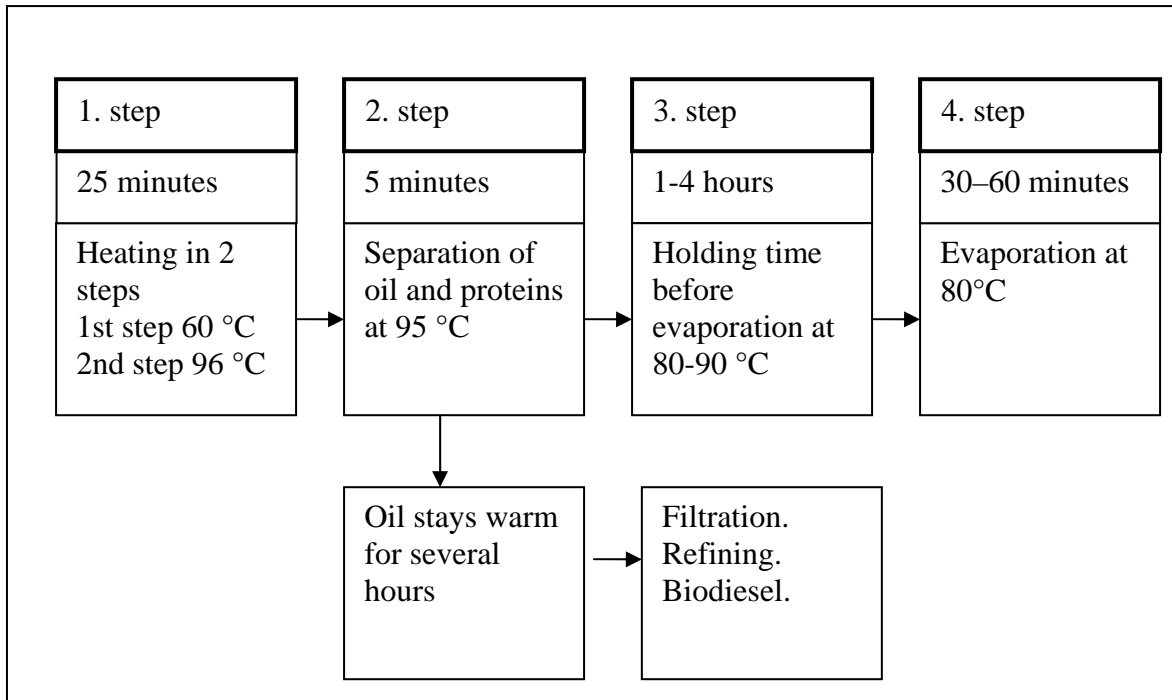 1. step
25 minutes
Heating in 2
steps
1st step 60 °C
2nd step 96 °C
2. step
5 minutes
Separation of
oil and proteins
at 95 °C
3. step
1-4 hours
Holding time
before
evaporation at
80-90 °C
4. step
30–60 minutes
Evaporation at
80°C
Oil stays warm
for several
hours
Filtration.
Refining.
Biodiesel.